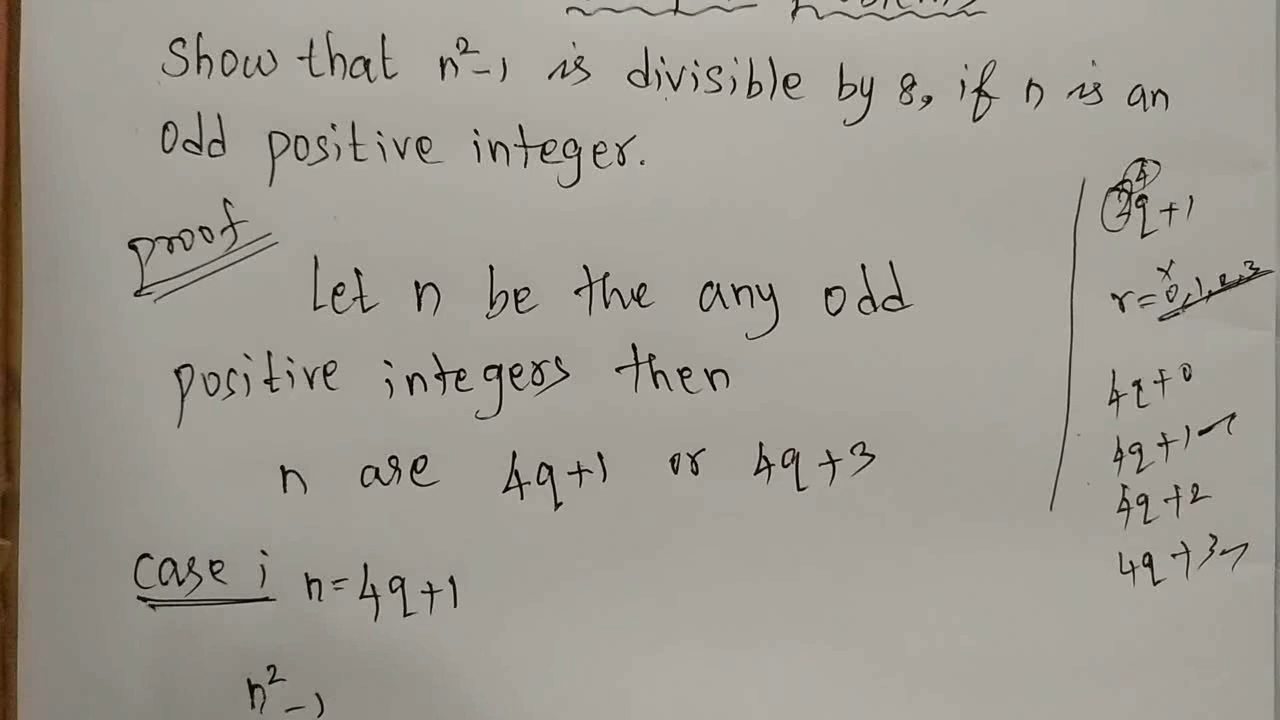 Show that n²-1 is divisible by 8, if n is an
odd positive integer.
Proof
Let n be the any odd
positive integers then
n are 4q+1 or 4q+3
case i n=4q+1
n²-1
q+1
r=0,1,2,3
4q+0
4q+1
4q+2
4q+3